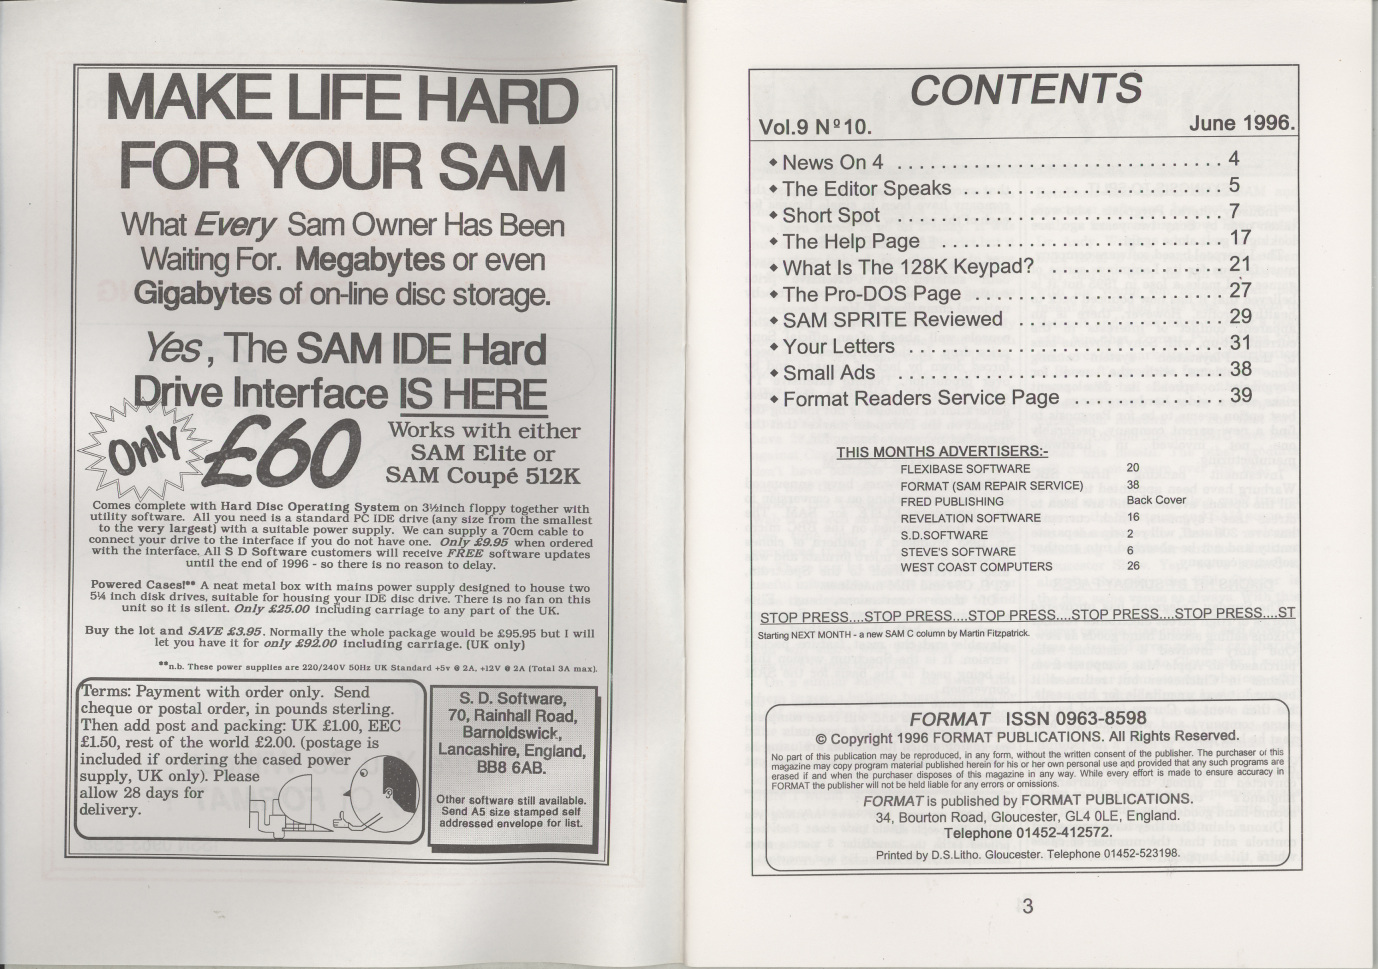 MAKE LIFE HARD
FOR YOUR SAM
What Every Sam Owner Has Been
Waiting For. Megabytes or even
Gigabytes of on-line disc storage.
Yes, The SAM IDE Hard
Drive Interface IS HERE
Only £60
Works with either
SAM Elite or
SAM Coupé 512K
Comes complete with Hard Disc Operating System on 3½inch floppy together with
utility software. All you need is a standard PC IDE drive (any size from the smallest
to the very largest) with a suitable power supply. We can supply a 70cm cable to
connect your drive to the interface if you do not have one. Only £9.95 when ordered
with the interface. All S D Software customers will receive FREE software updates
until the end of 1996 - so there is no reason to delay.
Powered Cases!** A neat metal box with mains power supply designed to house two
5¼ inch disk drives, suitable for housing your IDE disc drive. There is no fan on this
unit so it is silent. Only £25.00 including carriage to any part of the UK.
Buy the lot and SAVE £3.95. Normally the whole package would be £95.95 but I will
let you have it for only £92.00 including carriage. (UK only)
**n.b. These power supplies are 220/240V 50Hz UK Standard +5v @ 2A, +12V @ 2A (Total 3A max).
Terms: Payment with order only. Send
cheque or postal order, in pounds sterling.
Then add post and packing: UK £1.00, EEC
£1.50, rest of the world £2.00. (postage is
included if ordering the cased power
supply, UK only). Please
allow 28 days for
delivery.
S. D. Software,
70, Rainhall Road,
Barnoldswick,
Lancashire, England,
BB8 6AB.
Other software still available.
Send A5 size stamped self
addressed envelope for list.
CONTENTS
Vol.9 Nº10. June 1996.
◆ News On 4 . . . . . . . . . . . . . . . . . . . . . . . . . . . . . 4
◆ The Editor Speaks . . . . . . . . . . . . . . . . . . . . . . . 5
◆ Short Spot . . . . . . . . . . . . . . . . . . . . . . . . . . . . . 7
◆ The Help Page . . . . . . . . . . . . . . . . . . . . . . . . . 17
◆ What Is The 128K Keypad? . . . . . . . . . . . . . . . 21
◆ The Pro-DOS Page . . . . . . . . . . . . . . . . . . . . . . 27
◆ SAM SPRITE Reviewed . . . . . . . . . . . . . . . . . . 29
◆ Your Letters . . . . . . . . . . . . . . . . . . . . . . . . . . . . 31
◆ Small Ads . . . . . . . . . . . . . . . . . . . . . . . . . . . . . 38
◆ Format Readers Service Page . . . . . . . . . . . . . 39
THIS MONTHS ADVERTISERS:-
FLEXIBASE SOFTWARE 20
FORMAT (SAM REPAIR SERVICE) 38
FRED PUBLISHING Back Cover
REVELATION SOFTWARE 16
S.D.SOFTWARE 2
STEVE'S SOFTWARE 6
WEST COAST COMPUTERS 26
STOP PRESS....STOP PRESS....STOP PRESS....STOP PRESS....STOP PRESS....ST
Starting NEXT MONTH - a new SAM C column by Martin Fitzpatrick.
FORMAT ISSN 0963-8598
© Copyright 1996 FORMAT PUBLICATIONS. All Rights Reserved.
No part of this publication may be reproduced, in any form, without the written consent of the publisher. The purchaser of this
magazine may copy program material published herein for his or her own personal use and provided that any such programs are
erased if and when the purchaser disposes of this magazine in any way. While every effort is made to ensure accuracy in
FORMAT the publisher will not be held liable for any errors or omissions.
FORMAT is published by FORMAT PUBLICATIONS.
34, Bourton Road, Gloucester, GL4 0LE, England.
Telephone 01452-412572.
Printed by D.S.Litho. Gloucester. Telephone 01452-523198.
3